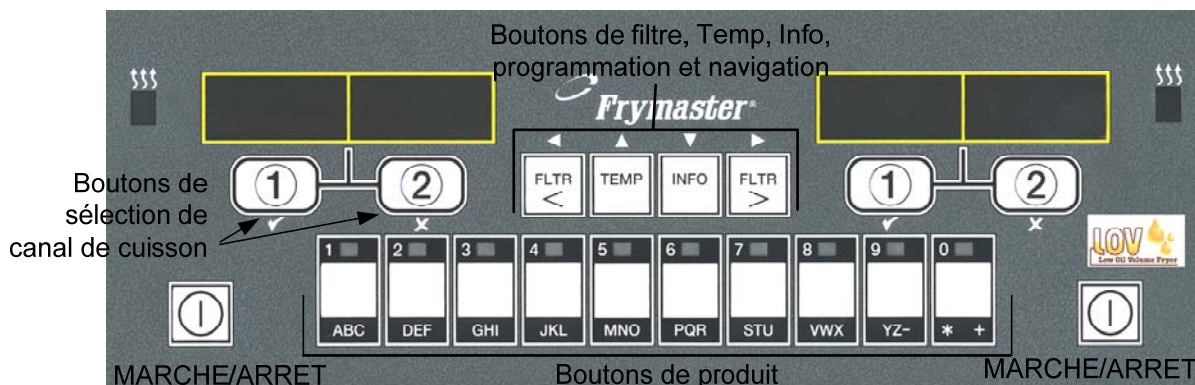 Boutons de filtre, Temp, Info,
programmation et navigation
Frymaster®
1 2
FLTR < TEMP INFO FLTR >
1 2
Boutons de
sélection de
canal de cuisson
LOV
Low Oil Volume Fryer
1 2 3 4 5 6 7 8 9 0
ABC DEF GHI JKL MNO PQR STU VWX YZ- * +
MARCHE/ARRET
Boutons de produit
MARCHE/ARRET